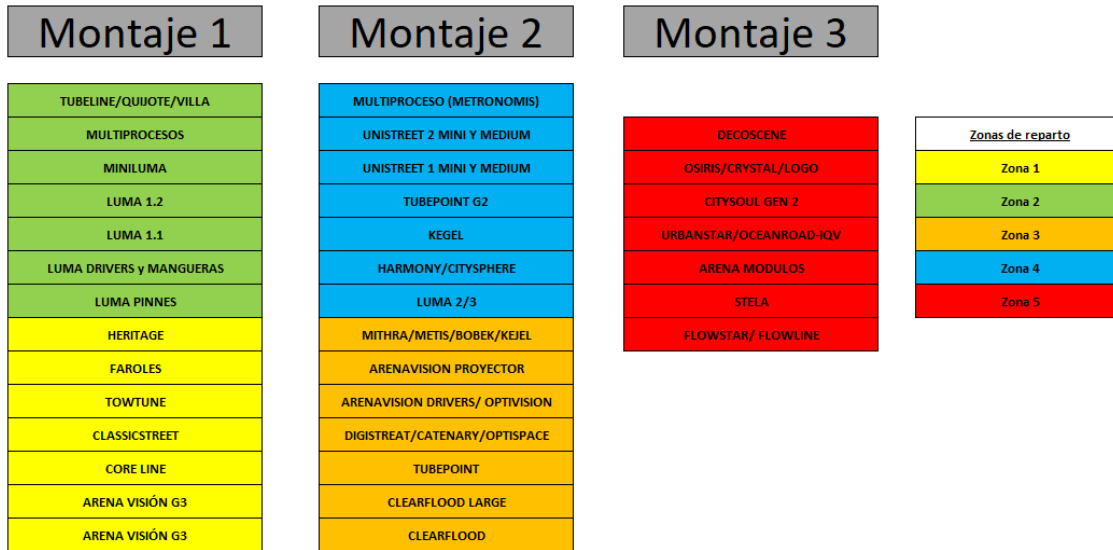 Montaje 1
Montaje 2
Montaje 3
TUBELINE/QUIJOTE/VILLA
MULTIPROCESOS
MINILUMA
LUMA 1.2
LUMA 1.1
LUMA DRIVERS y MANGUERAS
LUMA PINNES
HERITAGE
FAROLES
TOWTUNE
CLASSICSTREET
CORE LINE
ARENA VISIÓN G3
ARENA VISIÓN G3
MULTIPROCESO (METRONOMIS)
UNISTREET 2 MINI Y MEDIUM
UNISTREET 1 MINI Y MEDIUM
TUBEPOINT G2
KEGEL
HARMONY/CITYSPHERE
LUMA 2/3
MITHRA/METIS/BOBEK/KEJEL
ARENAVISION PROYECTOR
ARENAVISION DRIVERS/ OPTIVISION
DIGISTREAT/CATENARY/OPTISPACE
TUBEPOINT
CLEARFLOOD LARGE
CLEARFLOOD
DECOSCENE
OSIRIS/CRYSTAL/LOGO
CITYSOUL GEN 2
URBANSTAR/OCEANROAD-IQV
ARENA MODULOS
STELA
FLOWSTAR/ FLOWLINE
Zonas de reparto
Zona 1
Zona 2
Zona 3
Zona 4
Zona 5